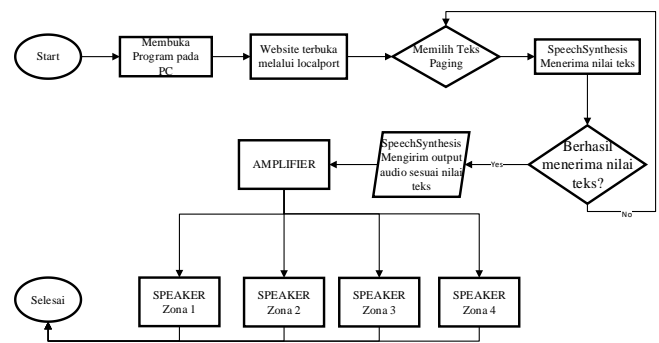 Start
Membuka
Program pada
PC
Website terbuka
melalui localport
Memilih Teks
Paging
SpeechSynthesis
Menerima nilai teks
Berhasil
menerima nilai
teks?
Yes
No
SpeechSynthesis
Mengirim output
audio sesuai nilai
teks
AMPLIFIER
SPEAKER
Zona 1
SPEAKER
Zona 2
SPEAKER
Zona 3
SPEAKER
Zona 4
Selesai